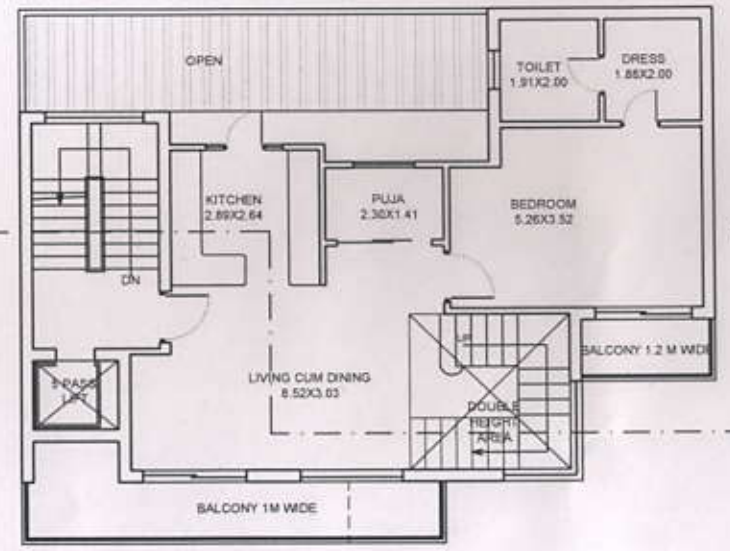 OPEN
TOILET
1.91X2.00
DRESS
1.88X2.00
KITCHEN
2.89X2.64
PUJA
2.30X1.41
BEDROOM
5.26X3.52
DN
UP
BALCONY 1.2 M WIDE
PASS
LIFT
LIVING CUM DINING
8.52X3.03
DOUBLE
HEIGHT
AREA
BALCONY 1M WIDE